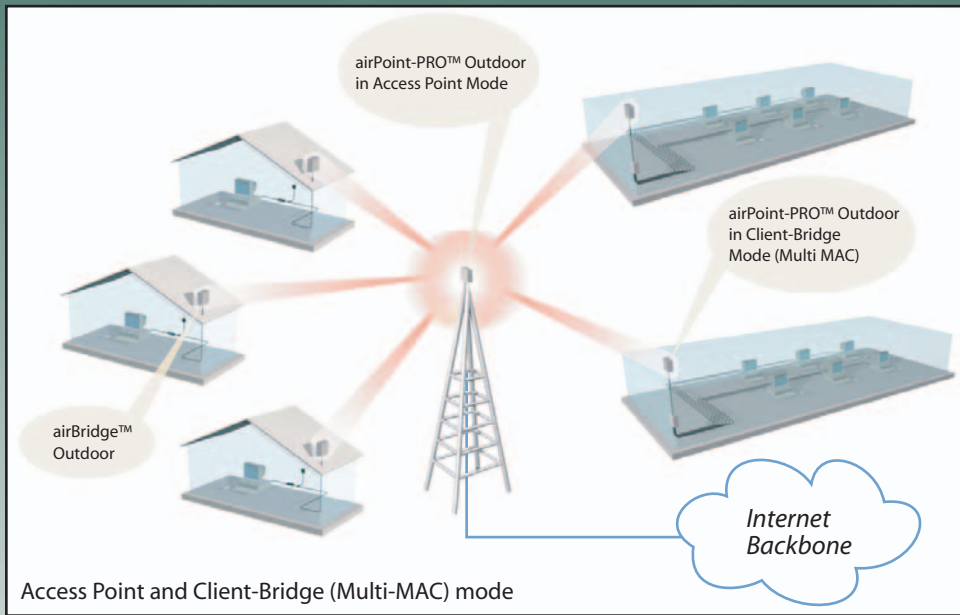 airPoint-PRO™ Outdoor
in Access Point Mode
airPoint-PRO™ Outdoor
in Client-Bridge
Mode (Multi MAC)
airBridge™
Outdoor
Internet
Backbone
Access Point and Client-Bridge (Multi-MAC) mode